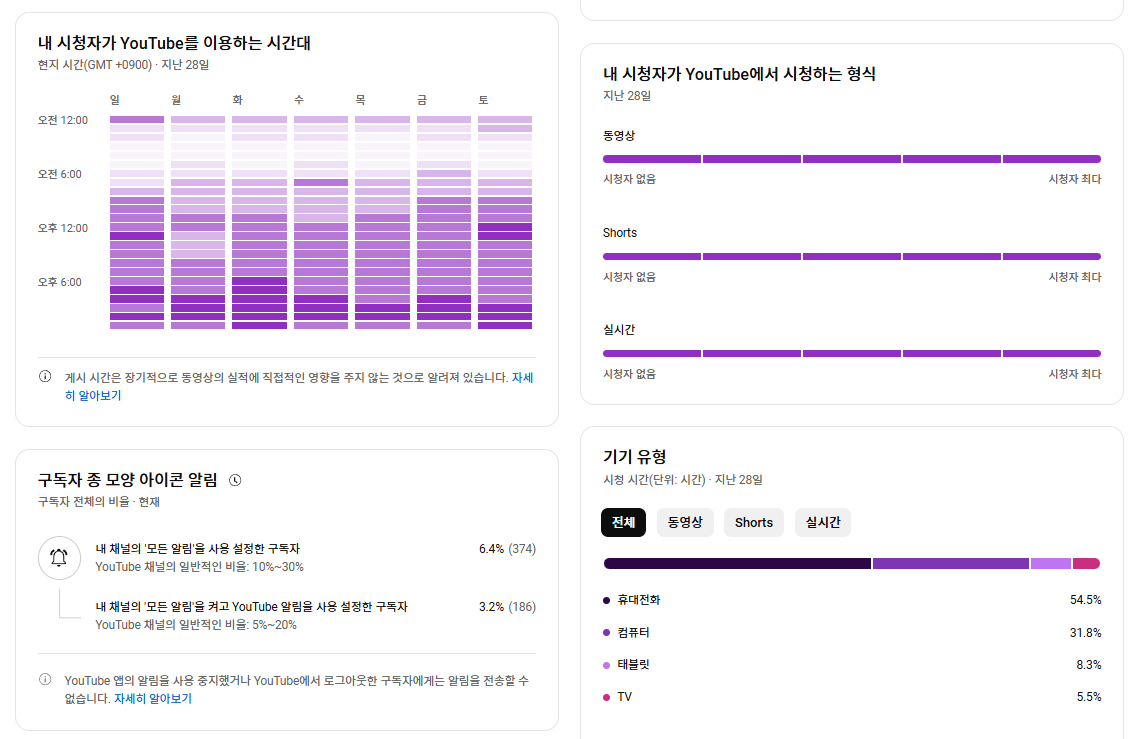 내 시청자가 YouTube를 이용하는 시간대
현지 시간(GMT +0900) · 지난 28일
일 월 화 수 목 금 토
오전 12:00
오전 6:00
오후 12:00
오후 6:00
게시 시간은 장기적으로 동영상의 실적에 직접적인 영향을 주지 않는 것으로 알려져 있습니다. 자세
히 알아보기
구독자 종 모양 아이콘 알림
구독자 전체의 비율 · 현재
내 채널의 '모든 알림'을 사용 설정한 구독자 6.4% (374)
YouTube 채널의 일반적인 비율: 10%~30%
내 채널의 '모든 알림'을 켜고 YouTube 알림을 사용 설정한 구독자 3.2% (186)
YouTube 채널의 일반적인 비율: 5%~20%
YouTube 앱의 알림을 사용 중지했거나 YouTube에서 로그아웃한 구독자에게는 알림을 전송할 수
없습니다. 자세히 알아보기
내 시청자가 YouTube에서 시청하는 형식
지난 28일
동영상
시청자 없음 시청자 최다
Shorts
시청자 없음 시청자 최다
실시간
시청자 없음 시청자 최다
기기 유형
시청 시간(단위: 시간) · 지난 28일
전체 동영상 Shorts 실시간
휴대전화 54.5%
컴퓨터 31.8%
태블릿 8.3%
TV 5.5%